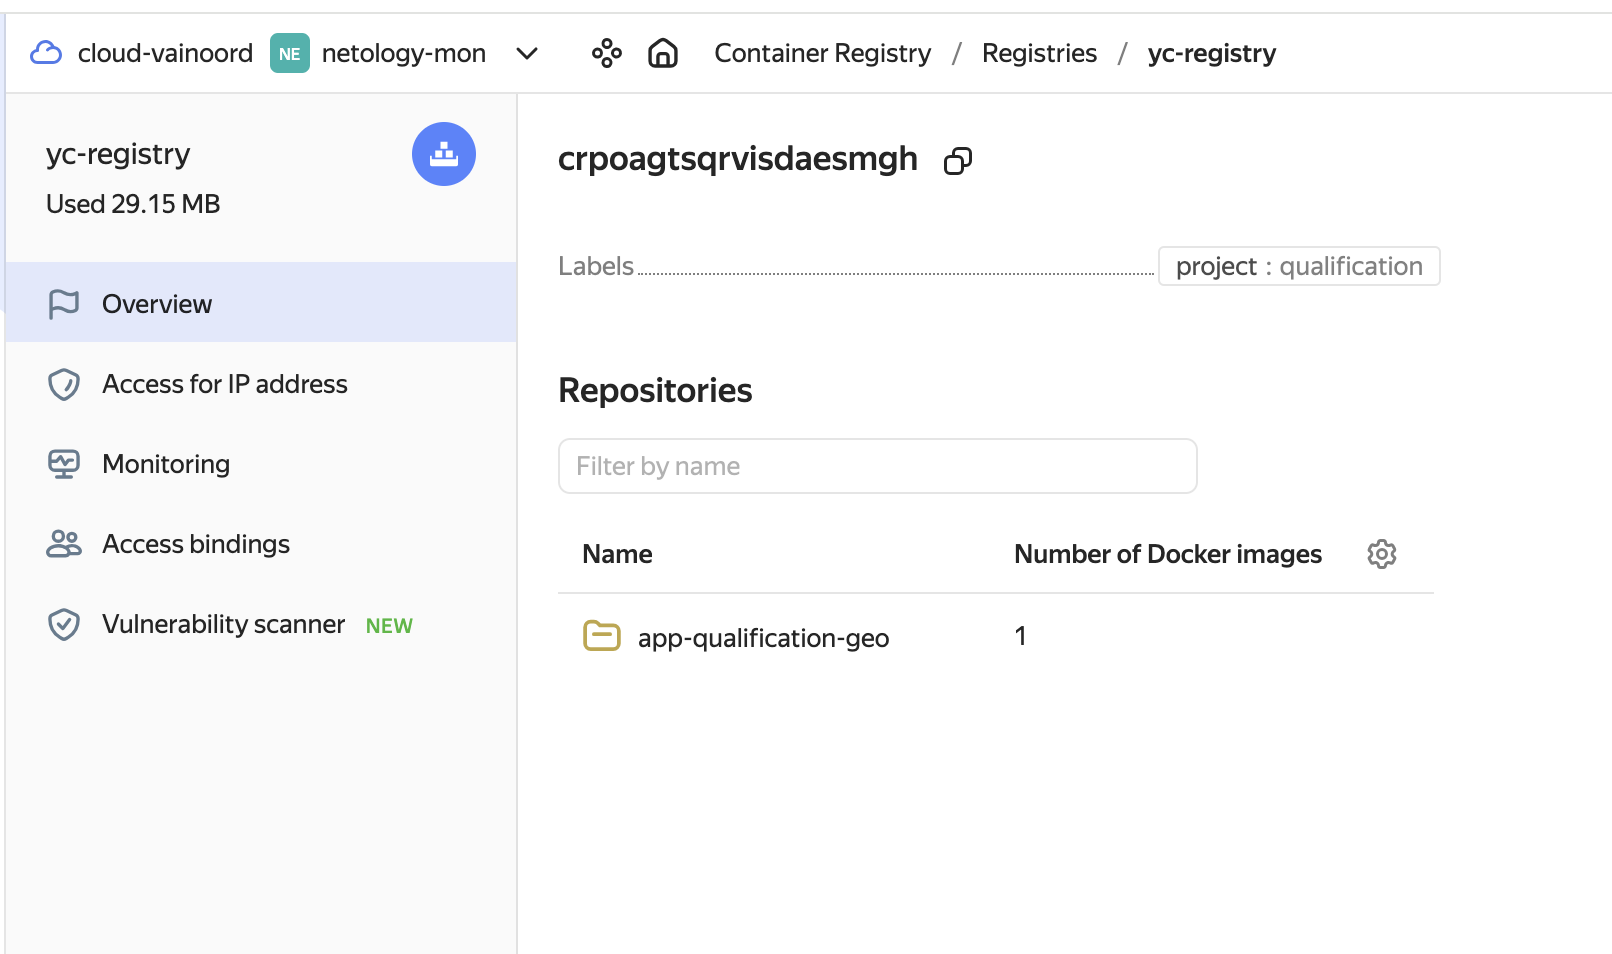 cloud-vainoord NE netology-mon Container Registry / Registries / yc-registry
yc-registry
Used 29.15 MB
Overview
Access for IP address
Monitoring
Access bindings
Vulnerability scanner NEW
crpoagtsqrvisdaesmgh
Labels project : qualification
Repositories
Filter by name
Name Number of Docker images
app-qualification-geo 1